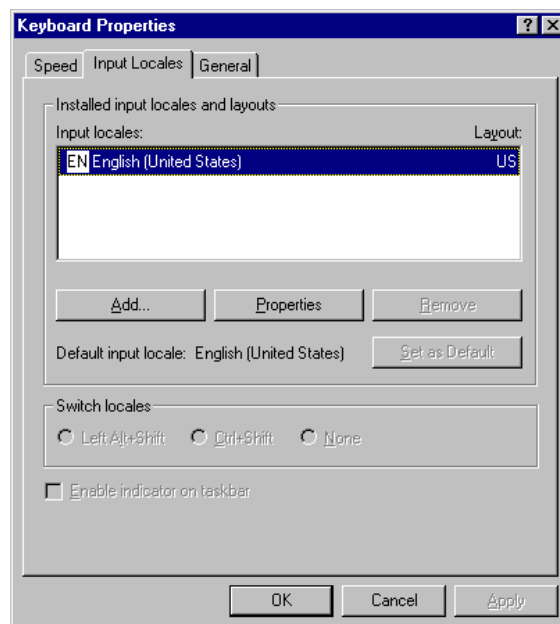 Keyboard Properties
Speed Input Locales General
Installed input locales and layouts
Input locales: Layout:
EN English (United States) US
Add... Properties Remove
Default input locale: English (United States) Set as Default
Switch locales
Left Alt+Shift Ctrl+Shift None
Enable indicator on taskbar
OK Cancel Apply